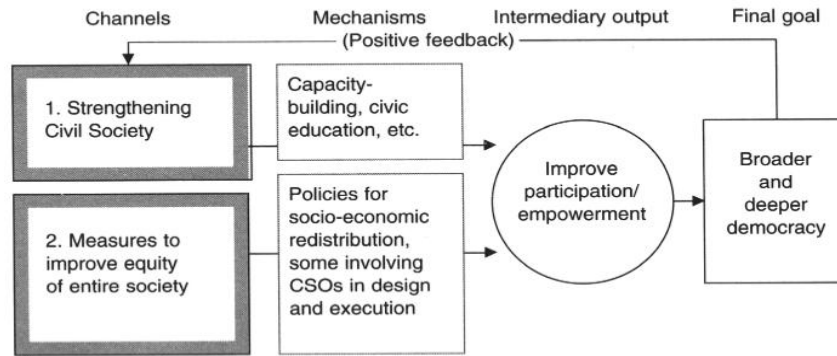 Channels
Mechanisms
Intermediary output
Final goal
(Positive feedback)
1. Strengthening
Civil Society
Capacity-
building, civic
education, etc.
2. Measures to
improve equity
of entire society
Policies for
socio-economic
redistribution,
some involving
CSOs in design
and execution
Improve
participation/
empowerment
Broader
and
deeper
democracy